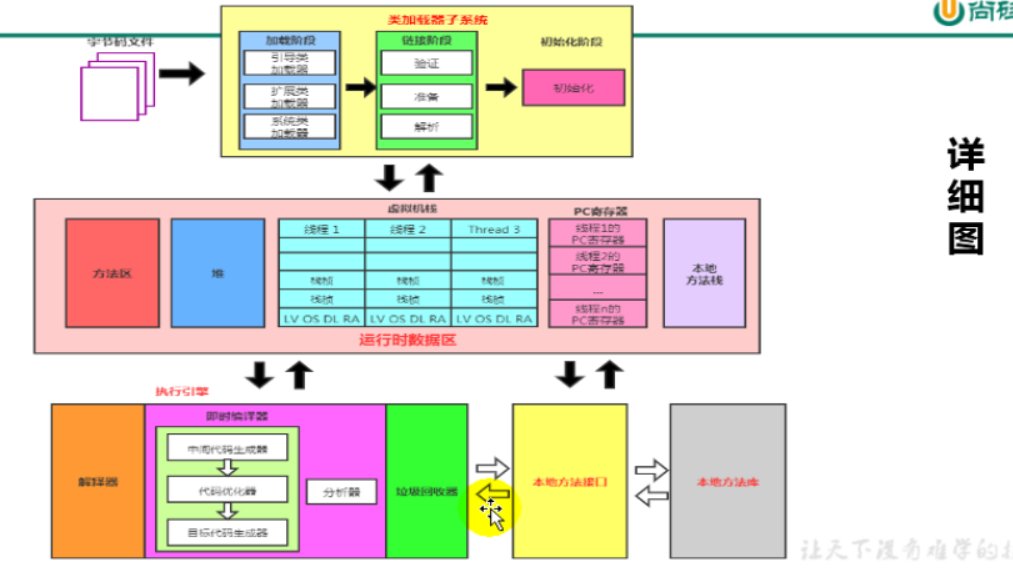 尚硅
类加载器子系统
字节码文件
加载阶段
引导类
加载器
扩展类
加载器
系统类
加载器
链接阶段
验证
准备
解析
初始化阶段
初始化
详
细
图
虚拟机栈
PC寄存器
方法区
堆
线程 1
线程 2
Thread 3
栈帧
栈帧
栈帧
栈帧
栈帧
栈帧
LV OS DL RA
LV OS DL RA
LV OS DL RA
线程1的
PC寄存器
线程2的
PC寄存器
...
线程n的
PC寄存器
本地
方法栈
运行时数据区
执行引擎
解释器
即时编译器
中间代码生成器
代码优化器
目标代码生成器
分析器
垃圾回收器
本地方法接口
本地方法库
让天下没有难学的技